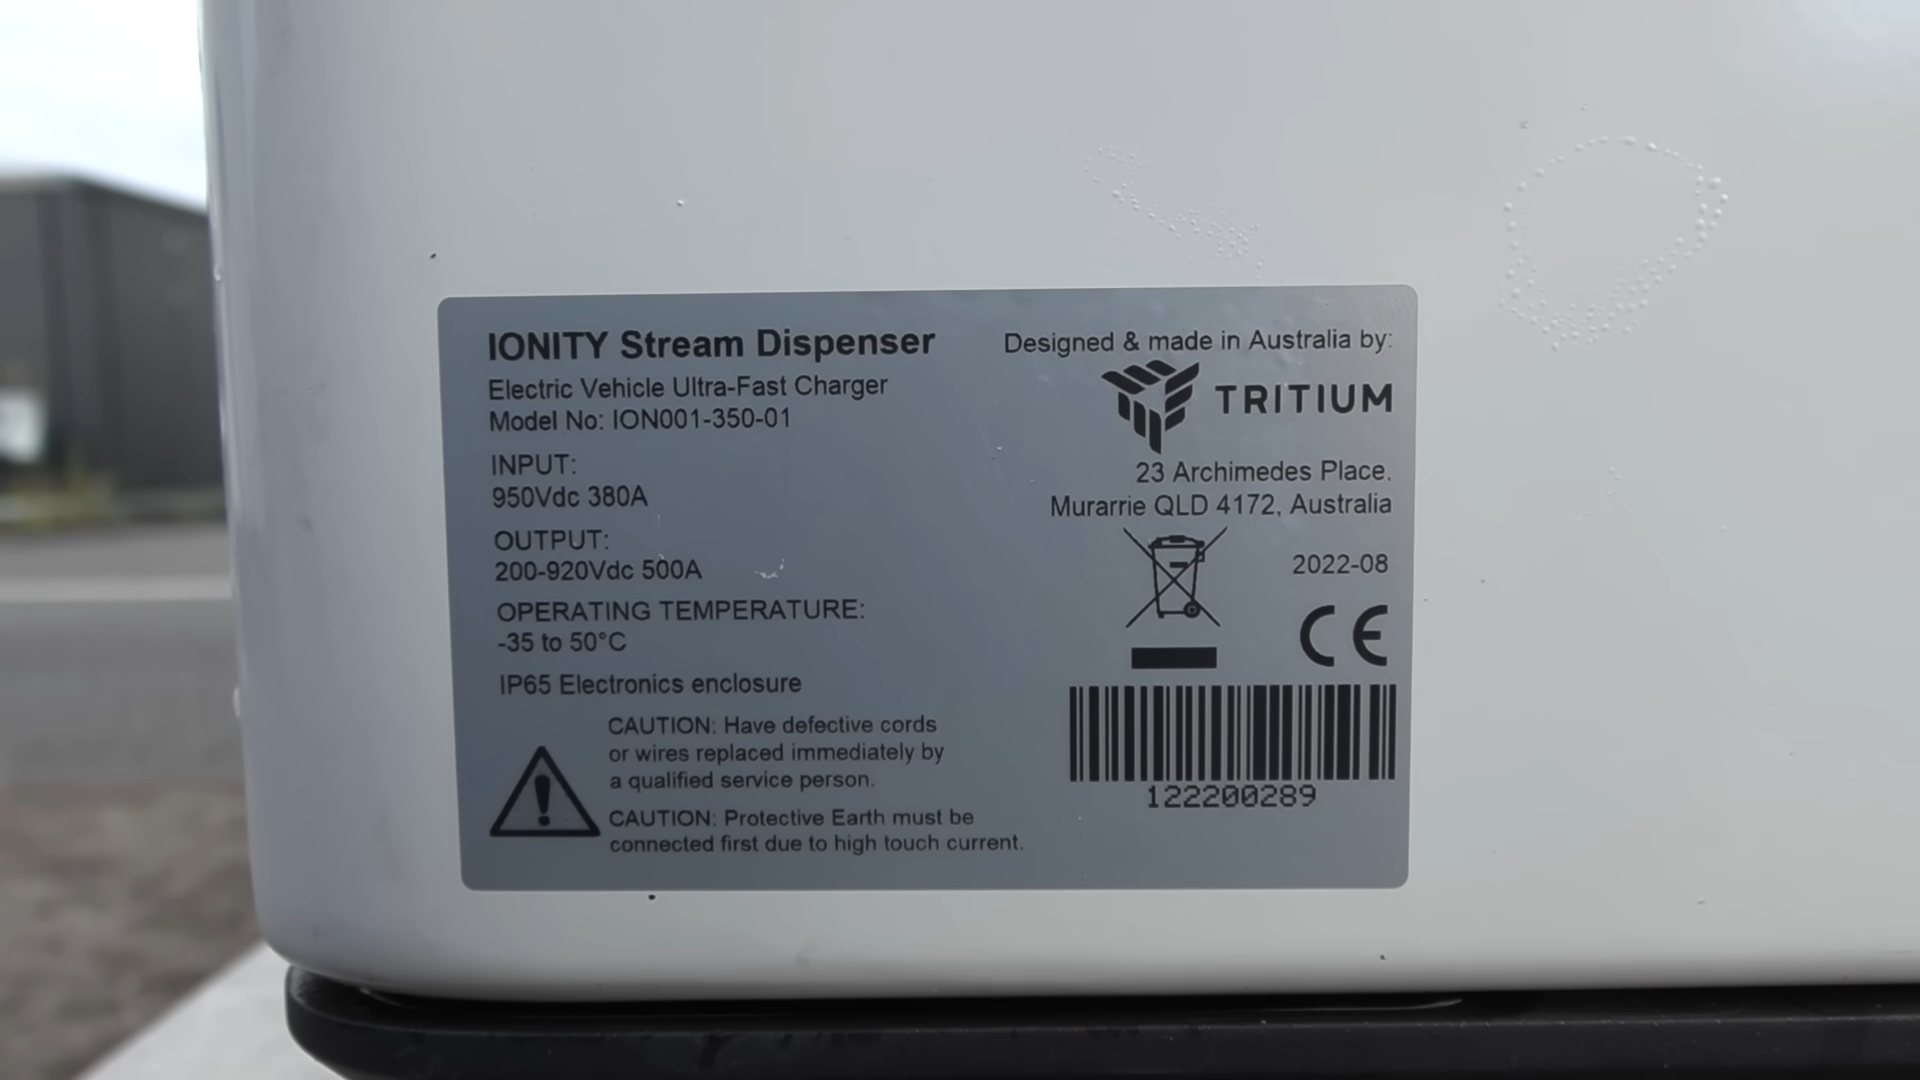 IONITY Stream Dispenser
Electric Vehicle Ultra-Fast Charger
Model No: ION001-350-01
INPUT:
950Vdc 380A
OUTPUT:
200-920Vdc 500A
OPERATING TEMPERATURE:
-35 to 50°C
IP65 Electronics enclosure
CAUTION: Have defective cords
or wires replaced immediately by
a qualified service person.
CAUTION: Protective Earth must be
connected first due to high touch current.
Designed & made in Australia by:
TRITIUM
23 Archimedes Place,
Murarrie QLD 4172, Australia
2022-08
CE
122200289